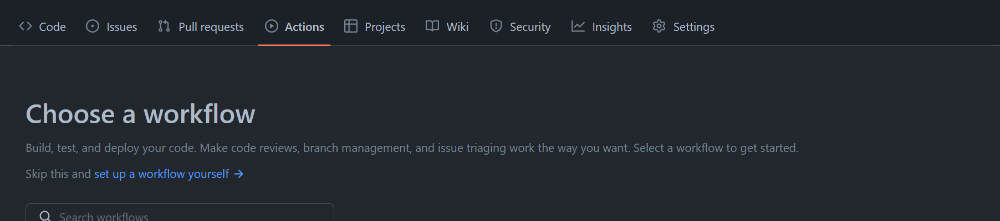 Code Issues Pull requests Actions Projects Wiki Security Insights Settings
Choose a workflow
Build, test, and deploy your code. Make code reviews, branch management, and issue triaging work the way you want. Select a workflow to get started.
Skip this and set up a workflow yourself →
Search workflows